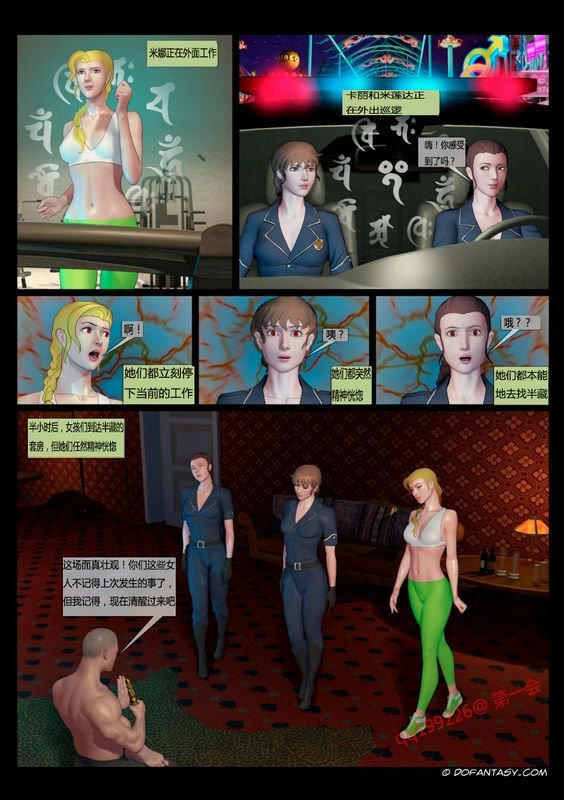 米娜正在外面工作
卡丽和米莲达正
在外出巡逻
嗨！你感受
到了吗？
啊！
她们都立刻停
下当前的工作
咦？
她们都突然
精神恍惚
哦？？
她们都本能
地去找半藏
半小时后，女孩们到达半藏的
套房，但她们任然精神恍惚
这场面真壮观！你们这些女
人不记得上次发生的事了，
但我记得，现在清醒过来吧
199226@ 第一会
© DOFANTASY.COM